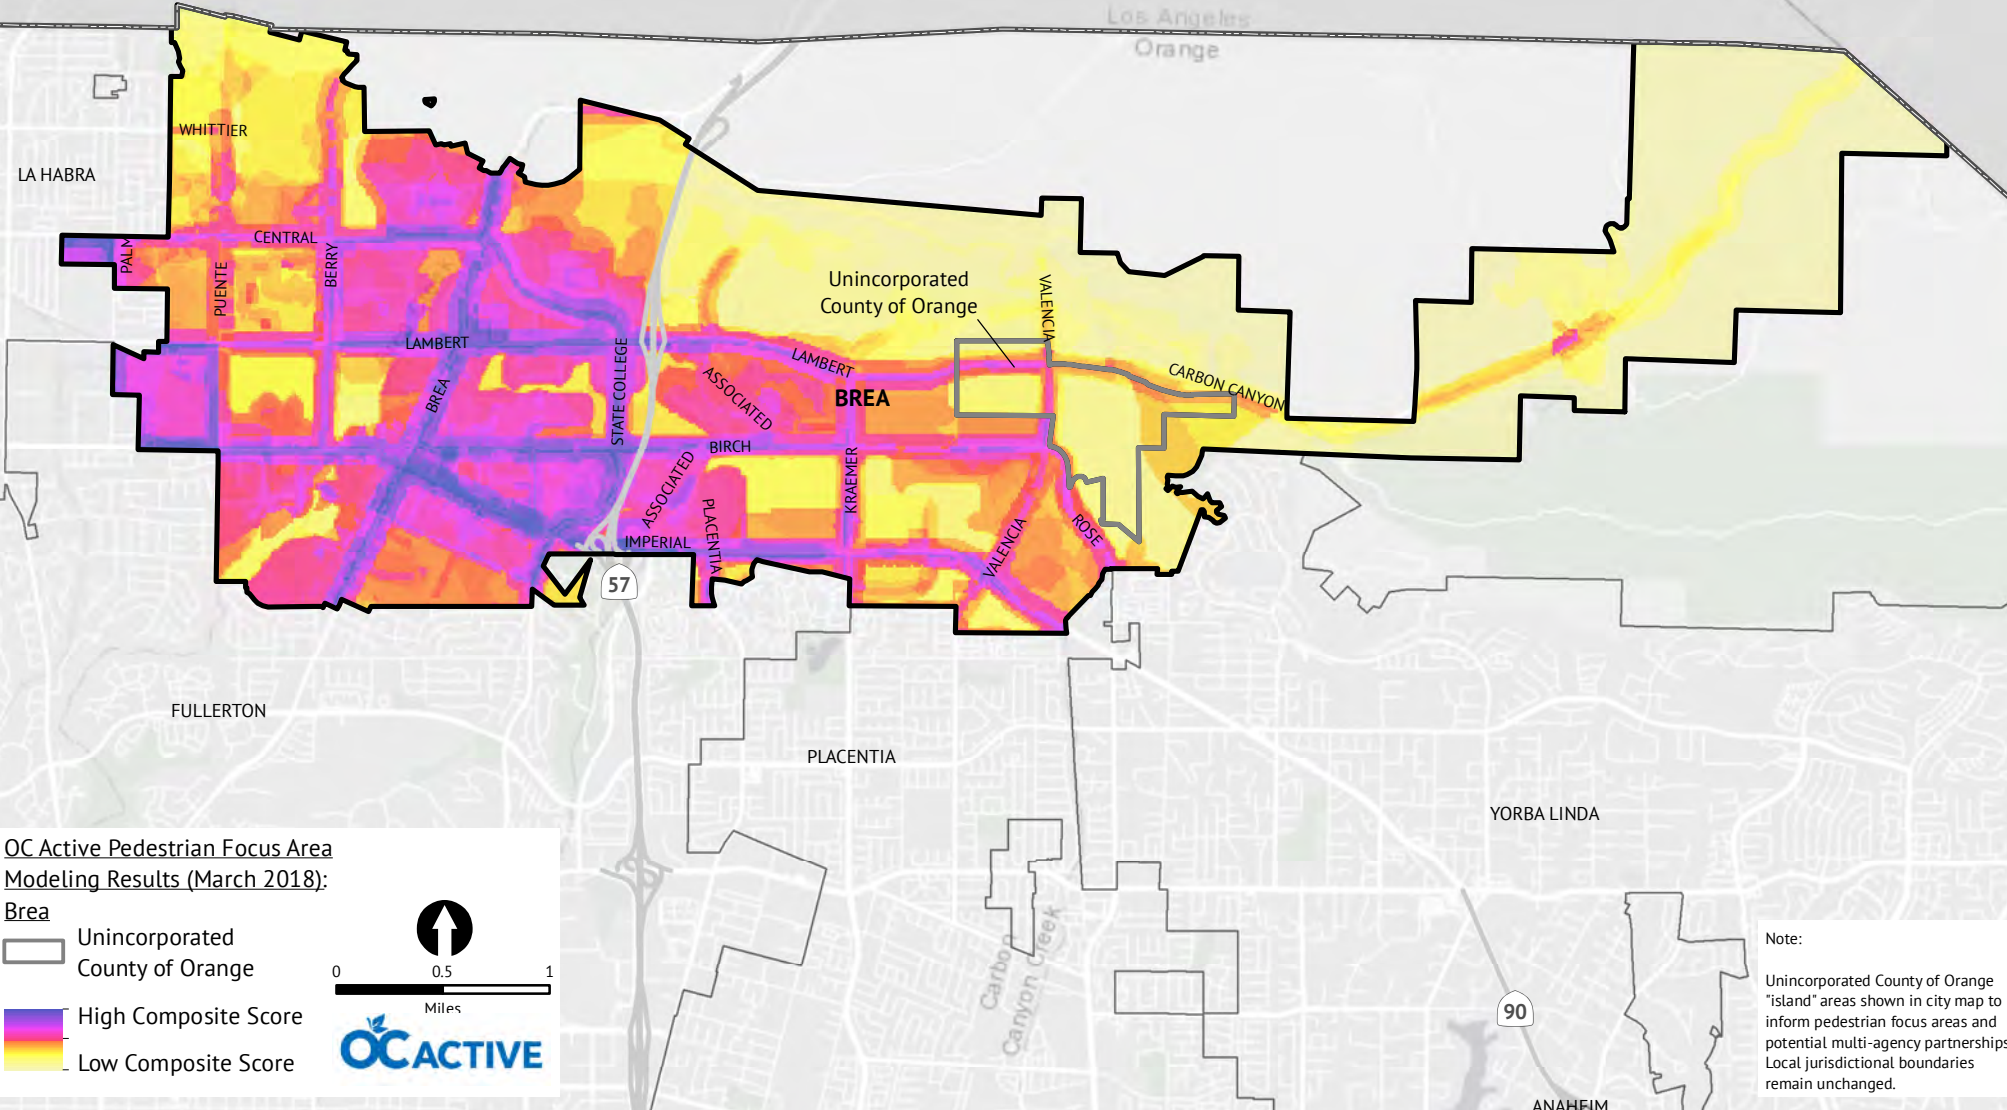 Los Angeles
Orange
WHITTIER
LA HABRA
CENTRAL
PALM
BERRY
PUENTE
Unincorporated
County of Orange
VALENCIA
LAMBERT
STATE COLLEGE
LAMBERT
ASSOCIATED
BREA
CARBON CANYON
BREA
BIRCH
ASSOCIATED
KRAEMER
PLACENTIA
IMPERIAL
VALENCIA
ROSE
57
FULLERTON
PLACENTIA
YORBA LINDA
Carbon
Canyon Creek
90
ANAHEIM
OC Active Pedestrian Focus Area
Modeling Results (March 2018):
Brea
Unincorporated
County of Orange
0 0.5 1
Miles
High Composite Score
Low Composite Score
OC ACTIVE
Note:
Unincorporated County of Orange
"island" areas shown in city map to
inform pedestrian focus areas and
potential multi-agency partnerships
Local jurisdictional boundaries
remain unchanged.